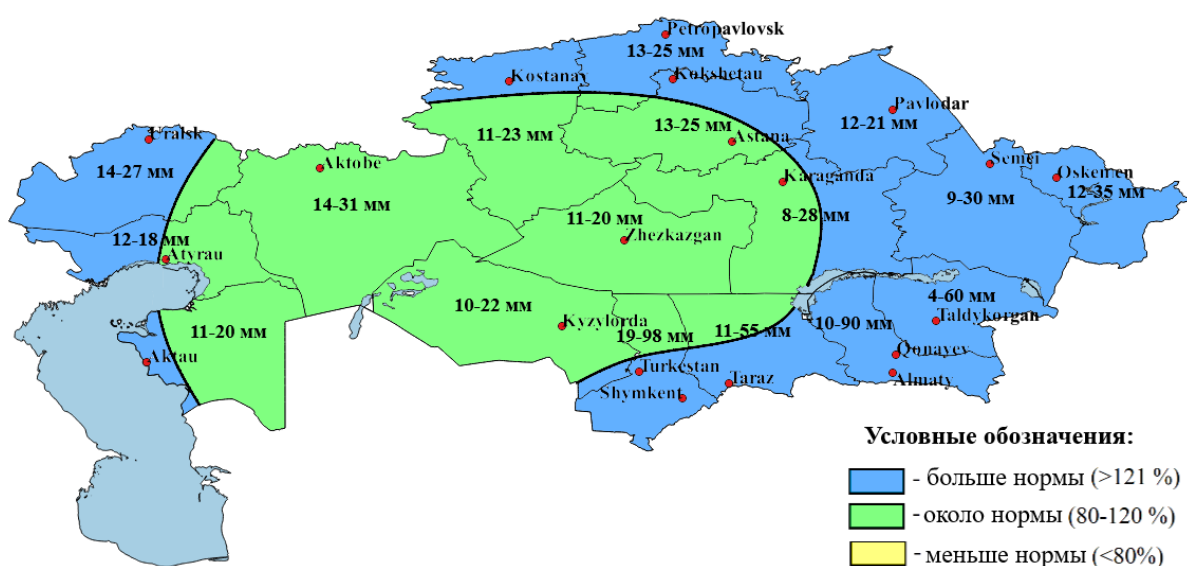 Petropavlovsk
13-25 мм
Kostanay
Kokshetau
Pavlodar
12-21 мм
Uralsk
11-23 мм
13-25 мм
Astana
Aktobe
Semei
14-27 мм
Karaganda
Oskemen
12-35 мм
14-31 мм
9-30 мм
11-20 мм
8-28 мм
Zhezkazgan
12-18 мм
Atyrau
10-22 мм
4-60 мм
11-20 мм
Kyzylorda
19-98 мм
11-55 мм
10-90 мм
Taldykorgan
Aktau
Turkestan
Qonayev
Shymkent
Taraz
Almaty
Условные обозначения:
- больше нормы (>121 %)
- около нормы (80-120 %)
- меньше нормы (<80%)